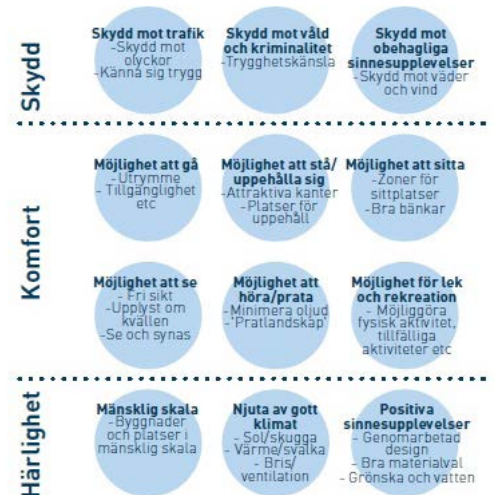 Skydd
Skydd mot trafik
-Skydd mot
olyckor
-Känna sig trygg
Skydd mot våld
och kriminalitet
-Trygghetskänsla
Skydd mot
obehagliga
sinnesupplevelser
-Skydd mot väder
och vind
Komfort
Möjlighet att gå
-Utrymme
- Tillgänglighet
etc
Möjlighet att stå/
uppehålla sig
-Attraktiva kanter
-Platser för
uppehåll
Möjlighet att sitta
-Zoner för
sittplatser
-Bra bänkar
Möjlighet att se
- Fri sikt
-Upplyst om
kvällen
-Se och synas
Möjlighet att
höra/prata
-Minimera oljud
-'Pratlandskap'
Möjlighet för lek
och rekreation
- Möjliggöra
fysisk aktivitet,
tillfälliga
aktiviteter etc
Härlighet
Mänsklig skala
-Byggnader
och platser i
mänsklig skala
Njuta av gott
klimat
- Sol/skugga
- Värme/svalka
- Bris/
ventilation
Positiva
sinnesupplevelser
- Genomarbetad
design
- Bra materialval
- Grönska och vatten